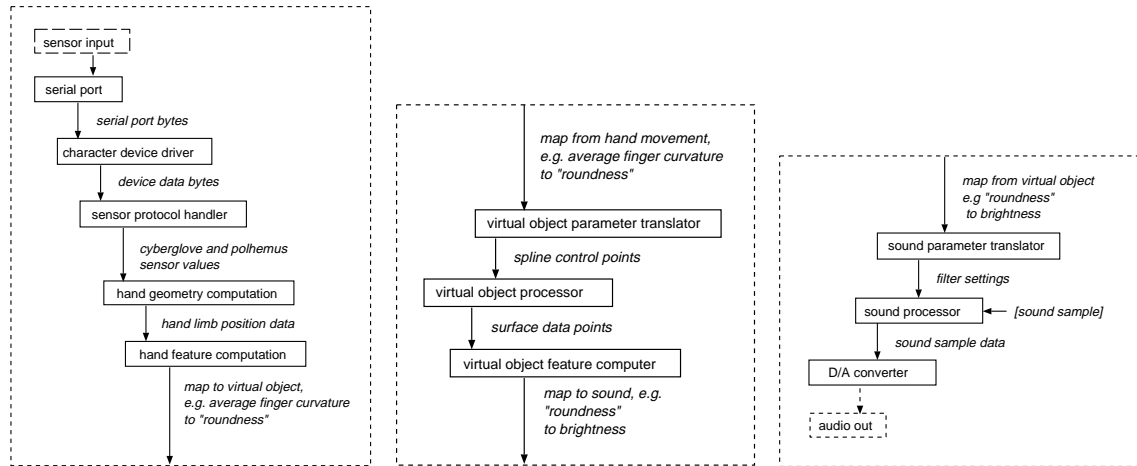 sensor input
serial port
serial port bytes
character device driver
device data bytes
sensor protocol handler
cyberglove and polhemus
sensor values
hand geometry computation
hand limb position data
hand feature computation
map to virtual object,
e.g. average finger curvature
to "roundness"
map from hand movement,
e.g. average finger curvature
to "roundness"
virtual object parameter translator
spline control points
virtual object processor
surface data points
virtual object feature computer
map to sound, e.g.
"roundness"
to brightness
map from virtual object
e.g "roundness"
to brightness
sound parameter translator
filter settings
sound processor
[sound sample]
sound sample data
D/A converter
audio out